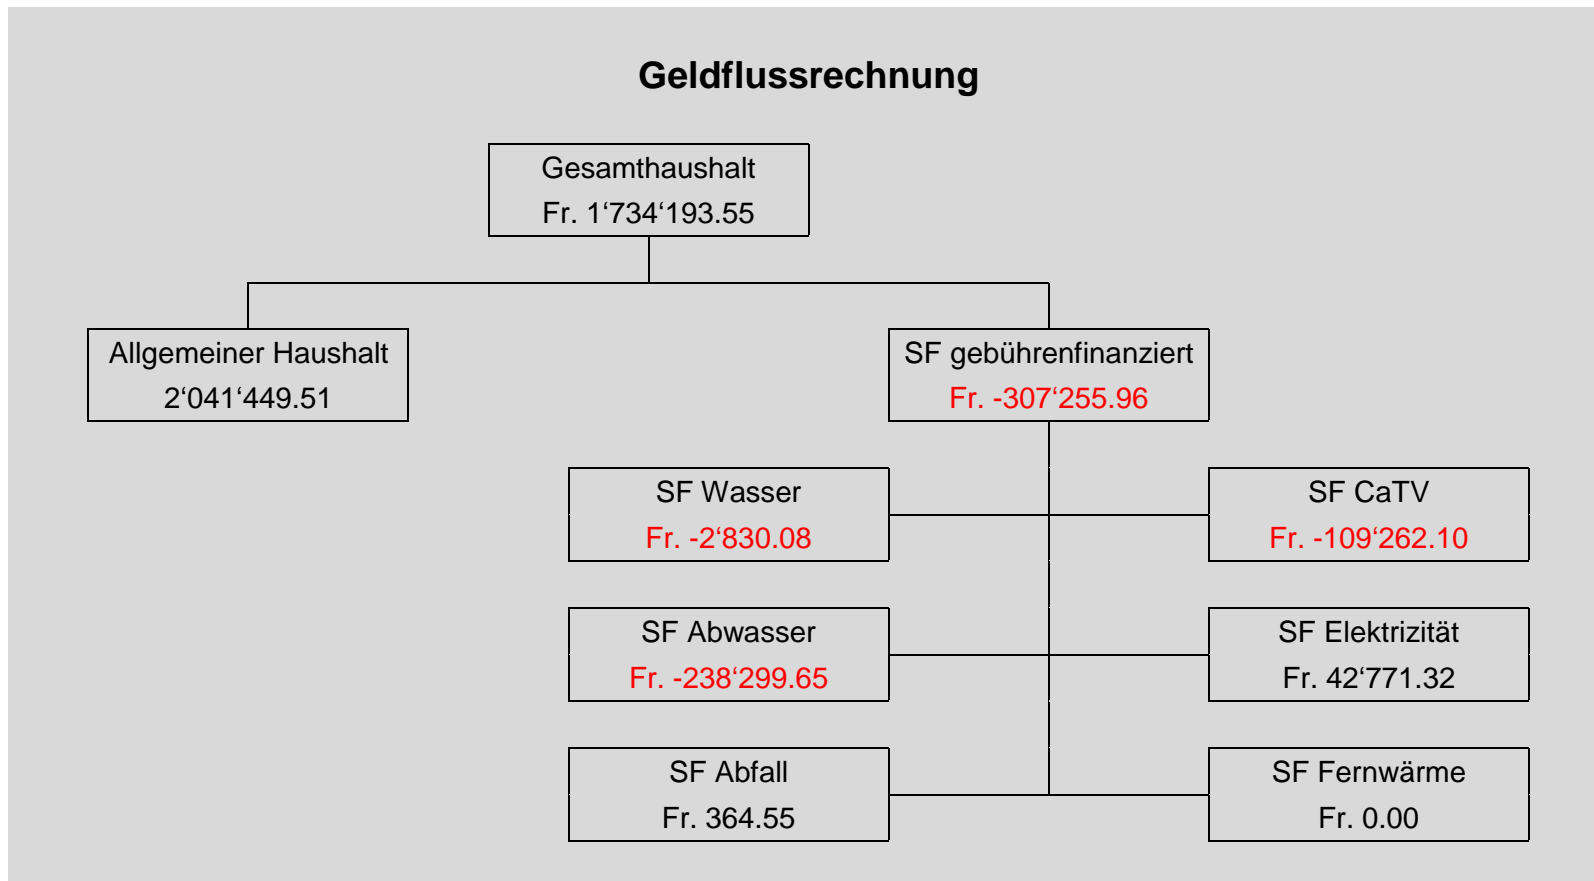 Geldflussrechnung
Gesamthaushalt
Fr. 1‘734‘193.55
Allgemeiner Haushalt
2‘041‘449.51
SF gebührenfinanziert
Fr. -307‘255.96
SF Wasser
Fr. -2‘830.08
SF CaTV
Fr. -109‘262.10
SF Abwasser
Fr. -238‘299.65
SF Elektrizität
Fr. 42‘771.32
SF Abfall
Fr. 364.55
SF Fernwärme
Fr. 0.00